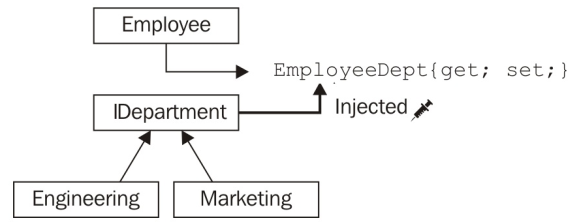 Employee
EmployeeDept{get; set;}
IDepartment
Injected
Engineering
Marketing